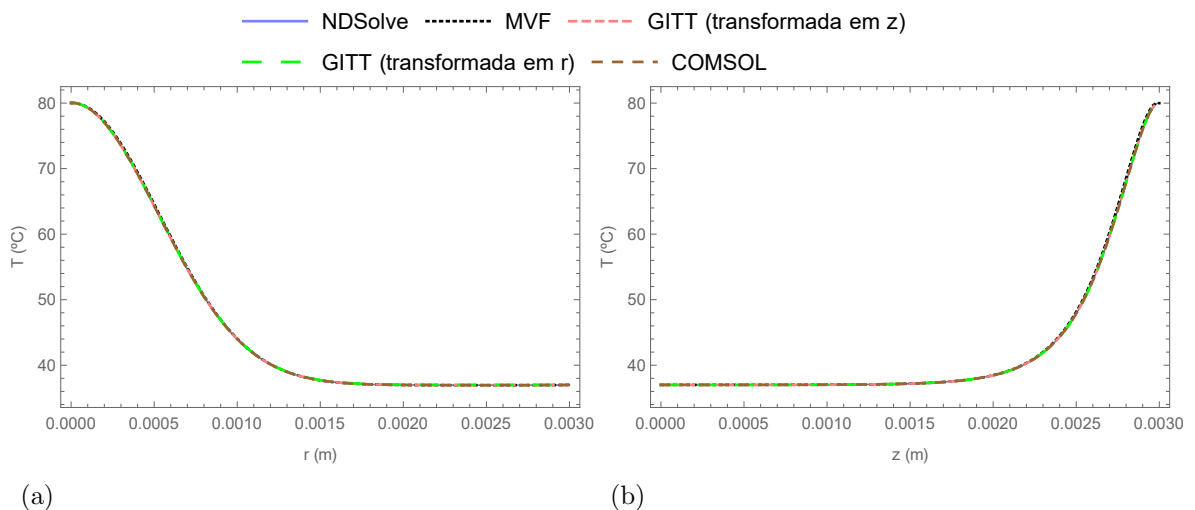 NDSolve MVF GITT (transformada em z)
GITT (transformada em r) COMSOL
80
70
60
50
40
T (ºC)
0.0000 0.0005 0.0010 0.0015 0.0020 0.0025 0.0030
r (m)
(a)
80
70
60
50
40
T (ºC)
0.0000 0.0005 0.0010 0.0015 0.0020 0.0025 0.0030
z (m)
(b)